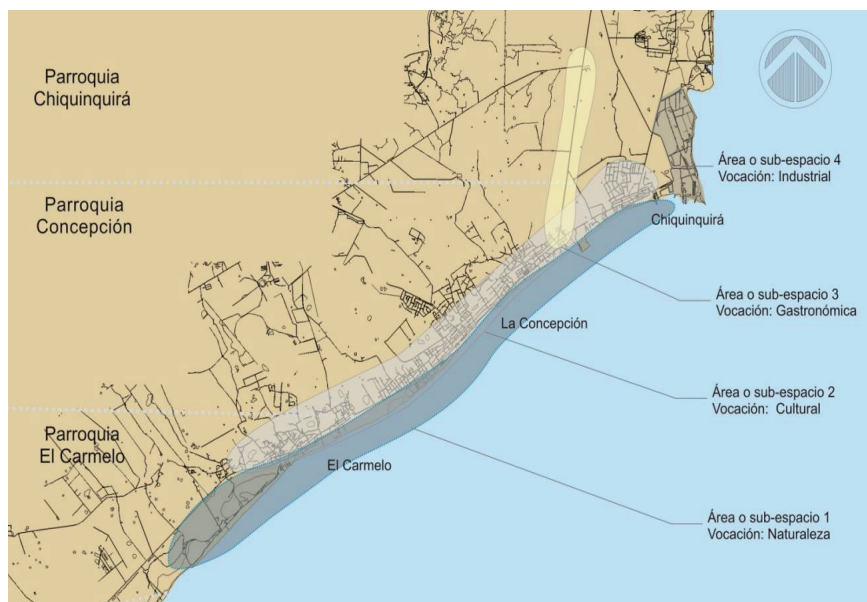 Parroquia
Chiquinquirá
Área o sub-espacio 4
Vocación: Industrial
Parroquia
Concepción
Chiquinquirá
Área o sub-espacio 3
Vocación: Gastronómica
La Concepción
Área o sub-espacio 2
Vocación: Cultural
Parroquia
El Carmelo
El Carmelo
Área o sub-espacio 1
Vocación: Naturaleza